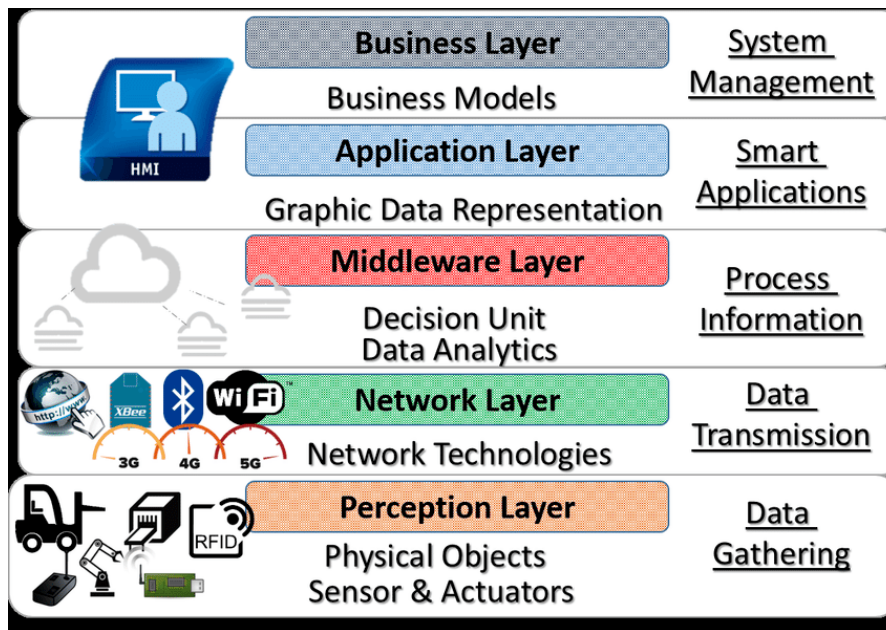 Business Layer
Business Models
System
Management
HMI
Application Layer
Graphic Data Representation
Smart
Applications
Middleware Layer
Decision Unit
Data Analytics
Process
Information
http://www
XBee
WiFi™
3G
4G
5G
Network Layer
Network Technologies
Data
Transmission
RFID
Perception Layer
Physical Objects
Sensor & Actuators
Data
Gathering